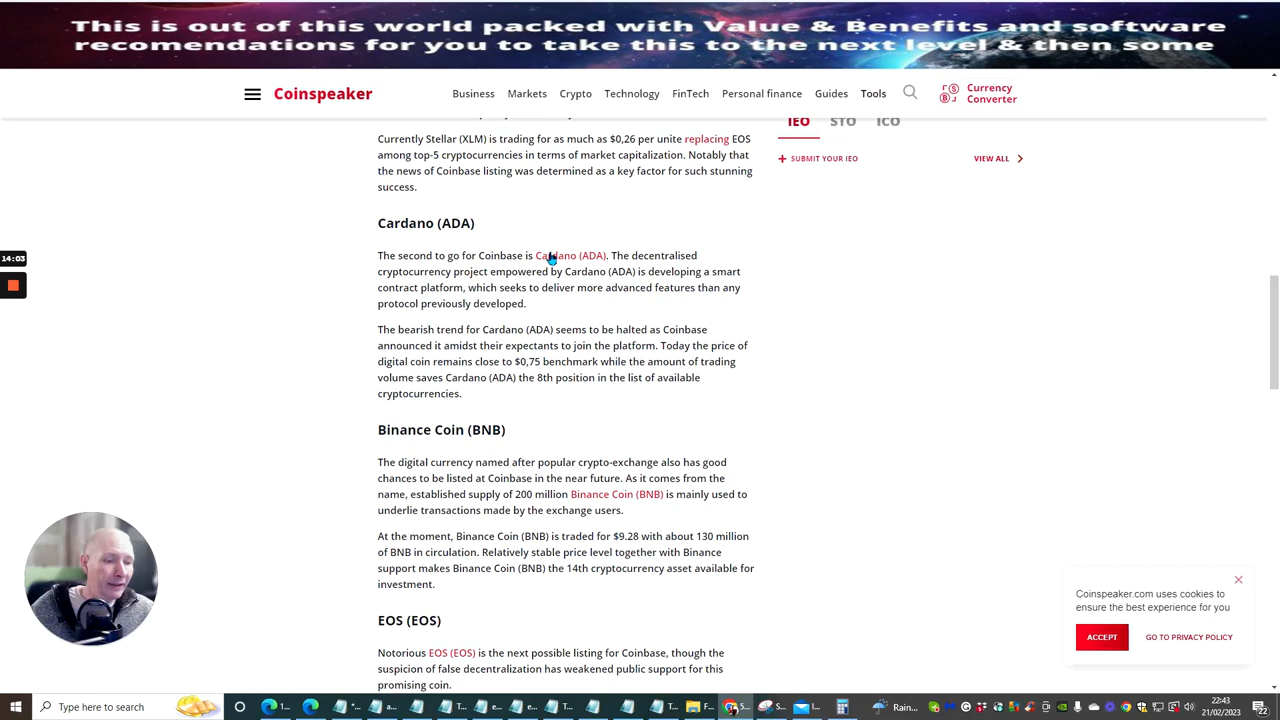 This is out of this world packed with Value & Benefits and software
recomendations for you to take this to the next level & then some
Coinspeaker
Business
Markets
Crypto
Technology
FinTech
Personal finance
Guides
Tools
Currency
Converter
IEO
STO
ICO
SUBMIT YOUR IEO
VIEW ALL
Currently Stellar (XLM) is trading for as much as $0,26 per unite replacing EOS
among top-5 cryptocurrencies in terms of market capitalization. Notably that
the news of Coinbase listing was determined as a key factor for such stunning
success.
Cardano (ADA)
The second to go for Coinbase is Cardano (ADA). The decentralised
cryptocurrency project empowered by Cardano (ADA) is developing a smart
contract platform, which seeks to deliver more advanced features than any
protocol previously developed.
The bearish trend for Cardano (ADA) seems to be halted as Coinbase
announced it amidst their expectants to join the platform. Today the price of
digital coin remains close to $0,75 benchmark while the amount of trading
volume saves Cardano (ADA) the 8th position in the list of available
cryptocurrencies.
Binance Coin (BNB)
The digital currency named after popular crypto-exchange also has good
chances to be listed at Coinbase in the near future. As it comes from the
name, established supply of 200 million Binance Coin (BNB) is mainly used to
underlie transactions made by the exchange users.
At the moment, Binance Coin (BNB) is traded for $9.28 with about 130 million
of BNB in circulation. Relatively stable price level together with Binance
support makes Binance Coin (BNB) the 14th cryptocurrency asset available for
investment.
EOS (EOS)
Notorious EOS (EOS) is the next possible listing for Coinbase, though the
suspicion of false decentralization has weakened public support for this
promising coin.
14:03
Coinspeaker.com uses cookies to
ensure the best experience for you
ACCEPT
GO TO PRIVACY POLICY
Type here to search
1...
"...
a...
T...
e...
e...
T...
F...
S...
S...
I...
Rain...
22:43
21/02/2023
22